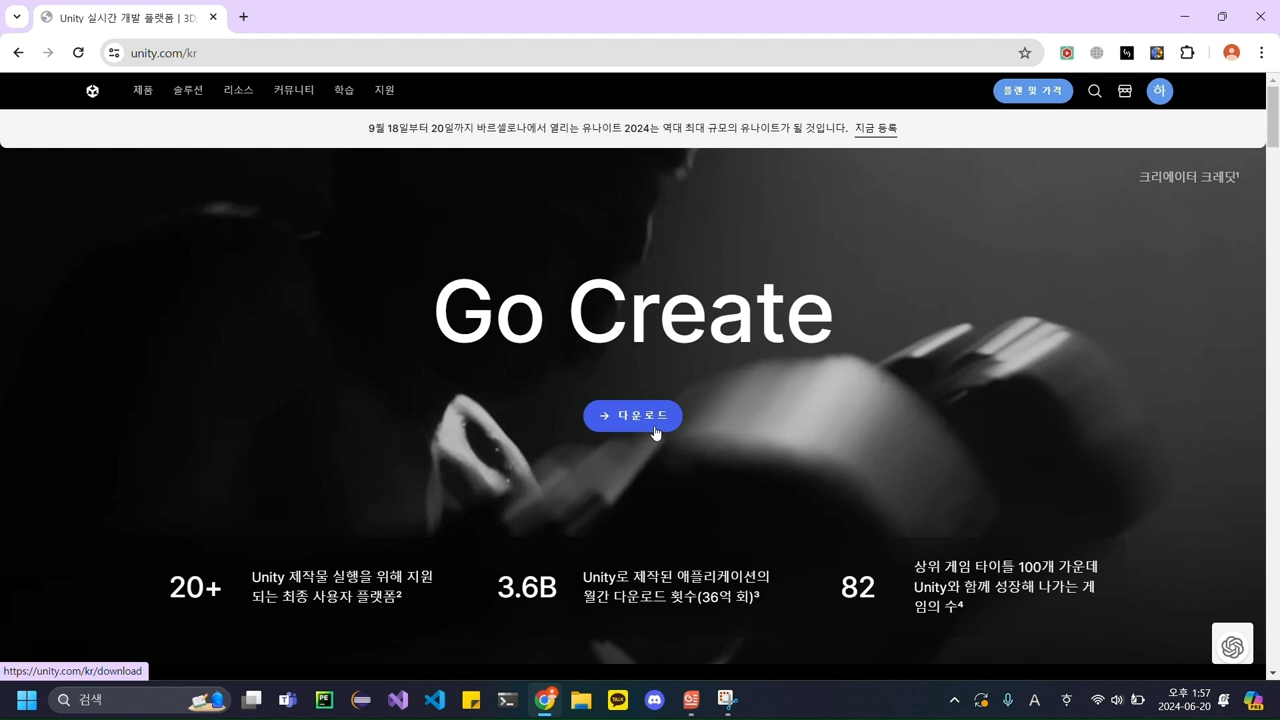 Unity 실시간 개발 플랫폼 | 3D,
unity.com/kr
제품 솔루션 리소스 커뮤니티 학습 지원
플랜 및 가격
하
9월 18일부터 20일까지 바르셀로나에서 열리는 유나이트 2024는 역대 최대 규모의 유나이트가 될 것입니다. 지금 등록
크리에이터 크레딧¹
Go Create
→ 다운로드
20+
Unity 제작물 실행을 위해 지원
되는 최종 사용자 플랫폼²
3.6B
Unity로 제작된 애플리케이션의
월간 다운로드 횟수(36억 회)³
82
상위 게임 타이틀 100개 가운데
Unity와 함께 성장해 나가는 게
임의 수⁴
https://unity.com/kr/download
검색
PC
TALK
A
오후 1:57
2024-06-20
PRE